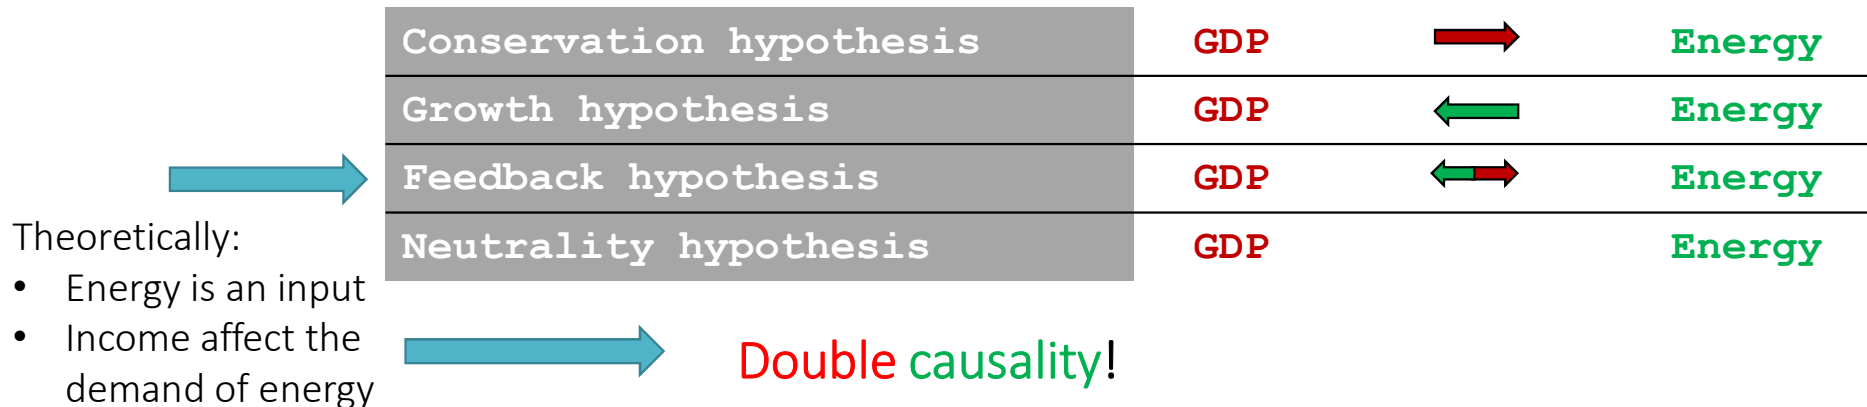 Conservation hypothesis GDP Energy
Growth hypothesis GDP Energy
Feedback hypothesis GDP Energy
Neutrality hypothesis GDP Energy
Theoretically:
• Energy is an input
• Income affect the
demand of energy
Double causality!